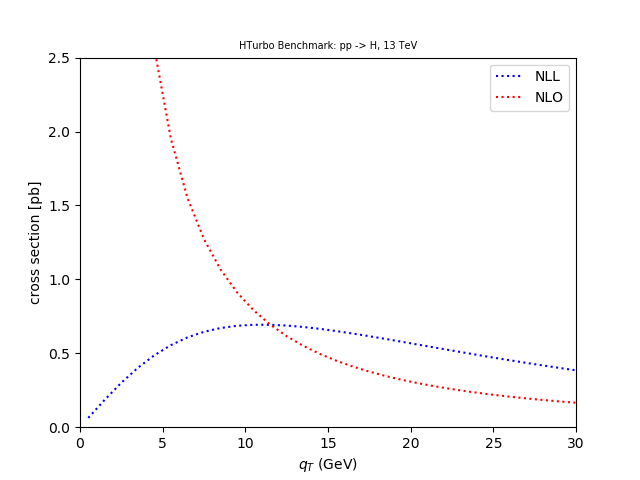 HTurbo Benchmark: pp -> H, 13 TeV
2.5
2.0
1.5
1.0
0.5
0.0
cross section [pb]
NLL
NLO
0 5 10 15 20 25 30
q_T (GeV)